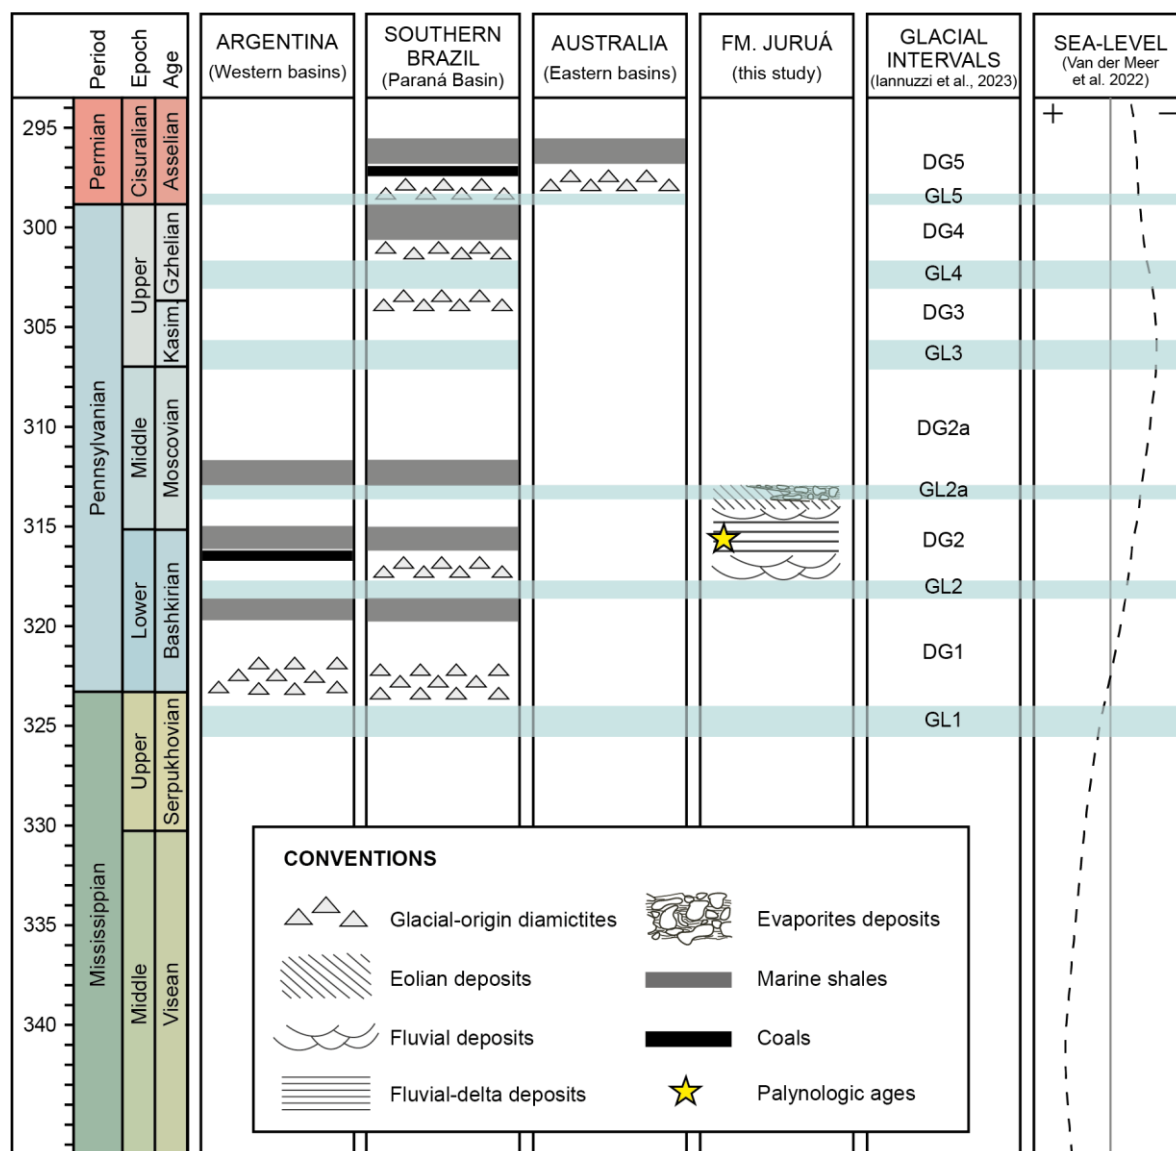 Period
Epoch
Age
ARGENTINA
(Western basins)
SOUTHERN
BRAZIL
(Paraná Basin)
AUSTRALIA
(Eastern basins)
FM. JURUÁ
(this study)
GLACIAL
INTERVALS
(Iannuzzi et al., 2023)
SEA-LEVEL
(Van der Meer
et al. 2022)
+
−
295
300
305
310
315
320
325
330
335
340
Permian
Pennsylvanian
Mississippian
Cisuralian
Upper
Middle
Lower
Upper
Middle
Asselian
Gzhelian
Kasim.
Moscovian
Bashkirian
Serpukhovian
Visean
DG5
GL5
DG4
GL4
DG3
GL3
DG2a
GL2a
DG2
GL2
DG1
GL1
CONVENTIONS
Glacial-origin diamictites
Eolian deposits
Fluvial deposits
Fluvial-delta deposits
Evaporites deposits
Marine shales
Coals
Palynologic ages